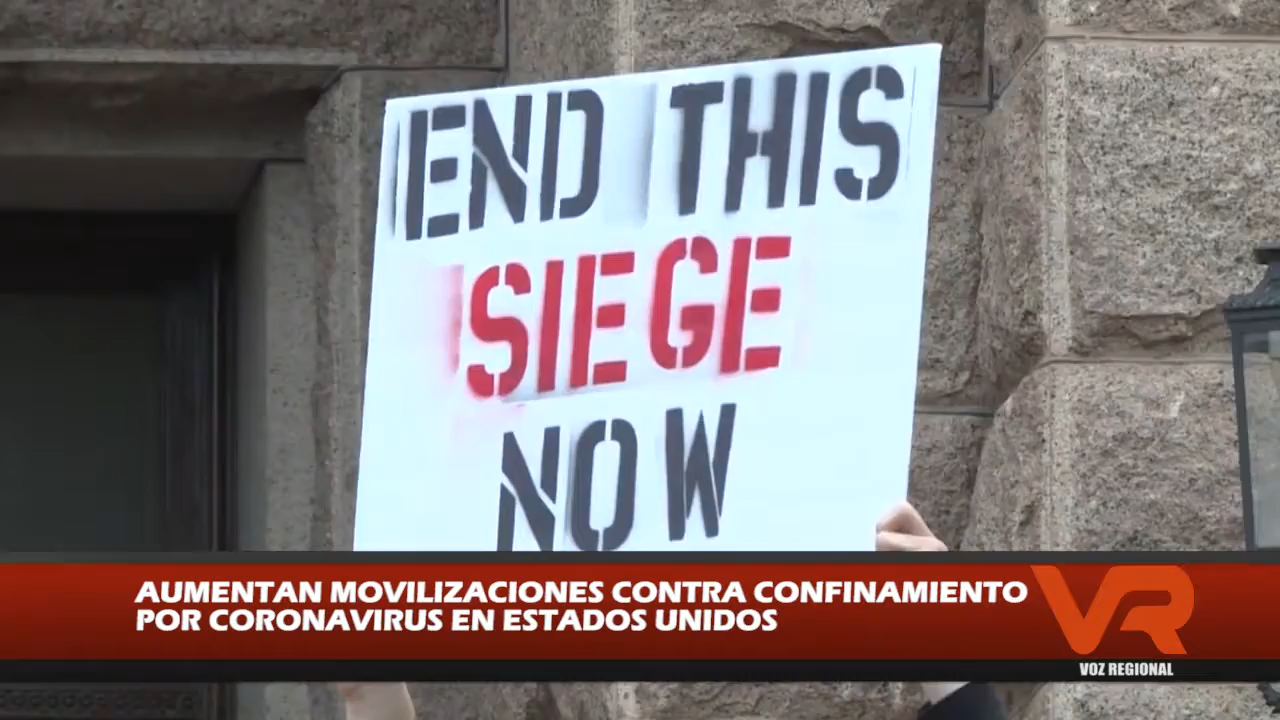 END THIS
SIEGE
NOW
AUMENTAN MOVILIZACIONES CONTRA CONFINAMIENTO
POR CORONAVIRUS EN ESTADOS UNIDOS
VR
VOZ REGIONAL